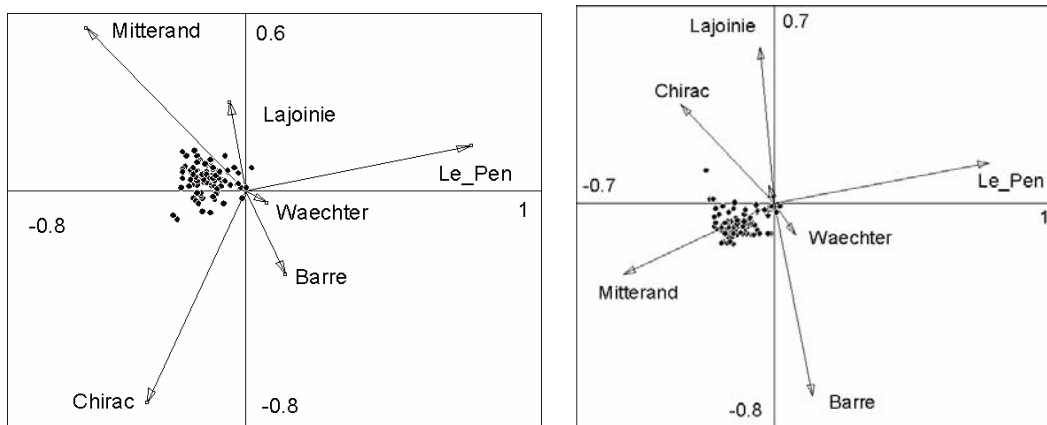 0.6
Mitterand
Lajoinie
Le_Pen
Waechter
-0.8
1
Barre
Chirac
-0.8
0.7
Lajoinie
Chirac
-0.7
Le_Pen
1
Waechter
Mitterand
Barre
-0.8